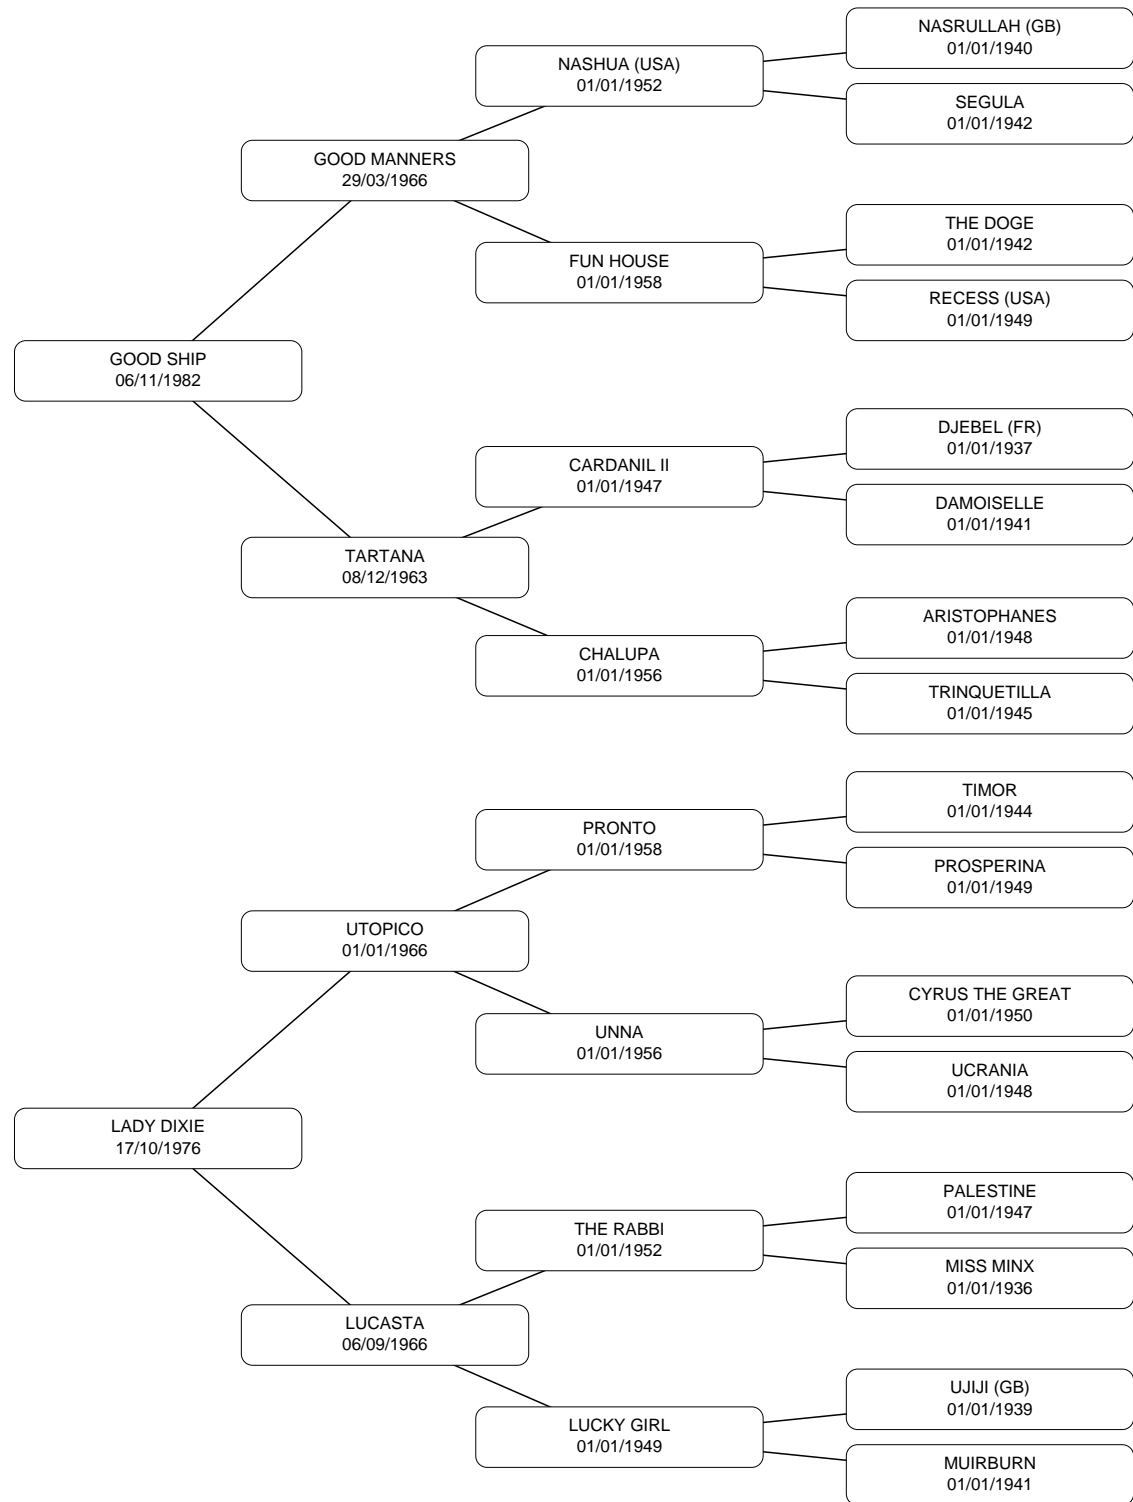 NASRULLAH (GB)
01/01/1940
NASHUA (USA)
01/01/1952
SEGULA
01/01/1942
GOOD MANNERS
29/03/1966
THE DOGE
01/01/1942
FUN HOUSE
01/01/1958
RECESS (USA)
01/01/1949
GOOD SHIP
06/11/1982
DJEBEL (FR)
01/01/1937
CARDANIL II
01/01/1947
DAMOISELLE
01/01/1941
TARTANA
08/12/1963
ARISTOPHANES
01/01/1948
CHALUPA
01/01/1956
TRINQUETILLA
01/01/1945
TIMOR
01/01/1944
PRONTO
01/01/1958
PROSPERINA
01/01/1949
UTOPICO
01/01/1966
CYRUS THE GREAT
01/01/1950
UNNA
01/01/1956
UCRANIA
01/01/1948
LADY DIXIE
17/10/1976
PALESTINE
01/01/1947
THE RABBI
01/01/1952
MISS MINX
01/01/1936
LUCASTA
06/09/1966
UJIJI (GB)
01/01/1939
LUCKY GIRL
01/01/1949
MUIRBURN
01/01/1941